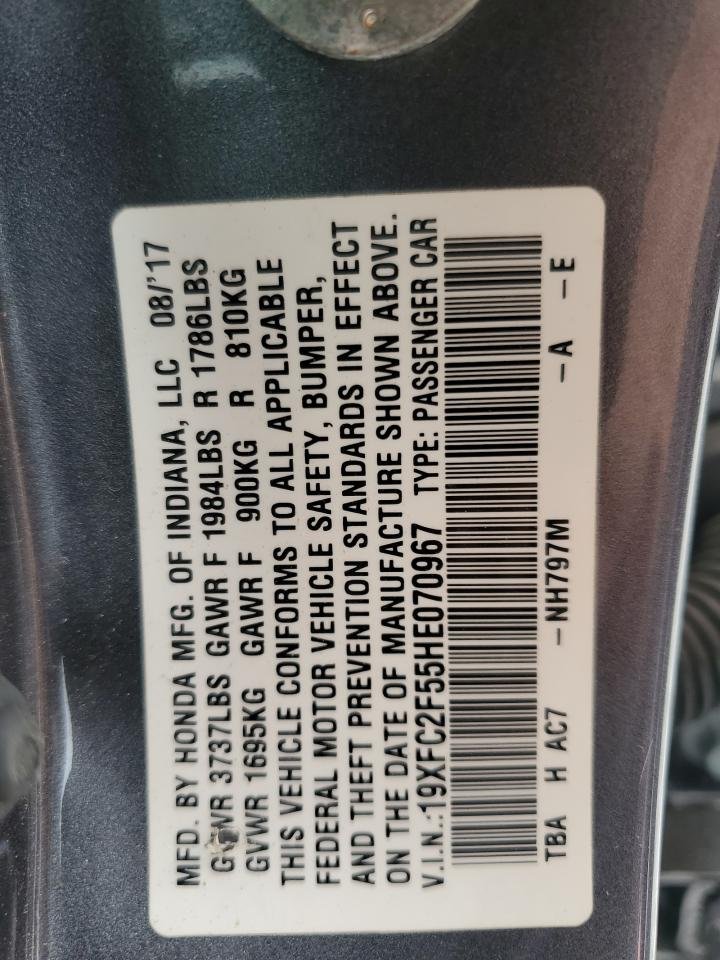 MFD. BY HONDA MFG. OF INDIANA, LLC 08/'17
GVWR 3737LBS GAWR F 1984LBS R 1786LBS
GVWR 1695KG GAWR F 900KG R 810KG
THIS VEHICLE CONFORMS TO ALL APPLICABLE
FEDERAL MOTOR VEHICLE SAFETY, BUMPER,
AND THEFT PREVENTION STANDARDS IN EFFECT
ON THE DATE OF MANUFACTURE SHOWN ABOVE.
V.I.N.:19XFC2F55HE070967 TYPE: PASSENGER CAR
TBA H AC7 -NH797M -A -E